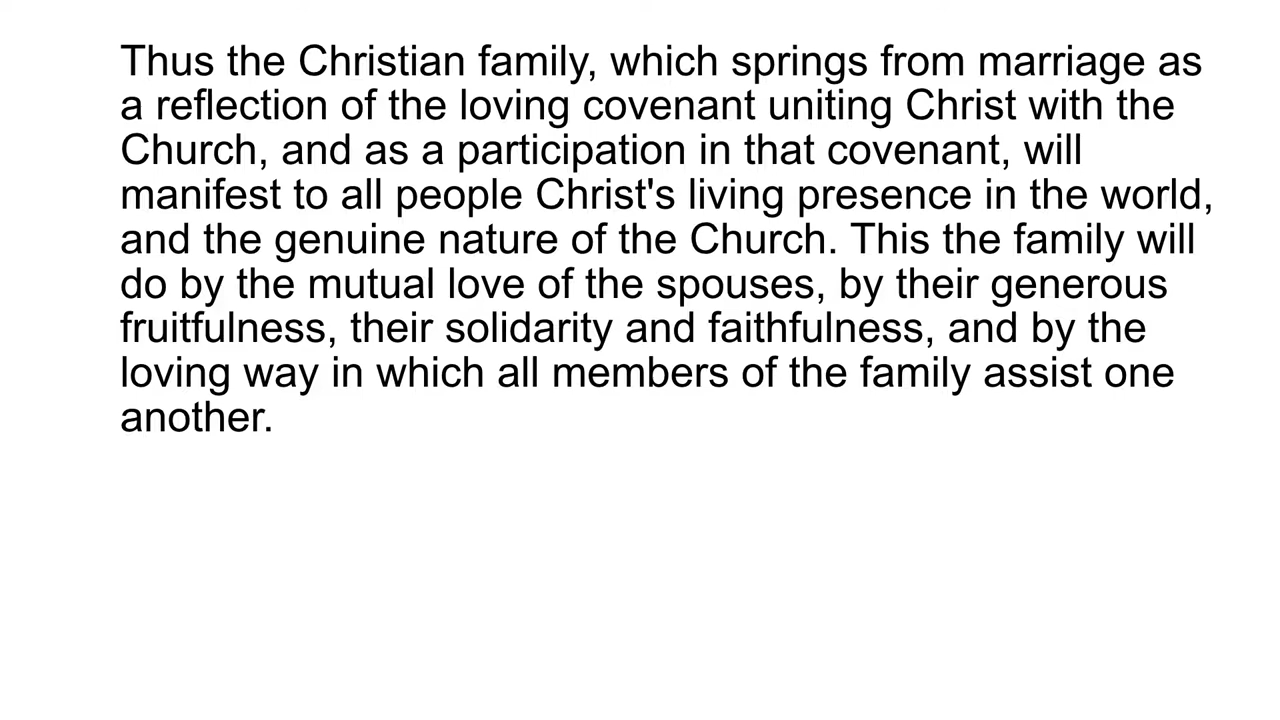 Thus the Christian family, which springs from marriage as
a reflection of the loving covenant uniting Christ with the
Church, and as a participation in that covenant, will
manifest to all people Christ's living presence in the world,
and the genuine nature of the Church. This the family will
do by the mutual love of the spouses, by their generous
fruitfulness, their solidarity and faithfulness, and by the
loving way in which all members of the family assist one
another.